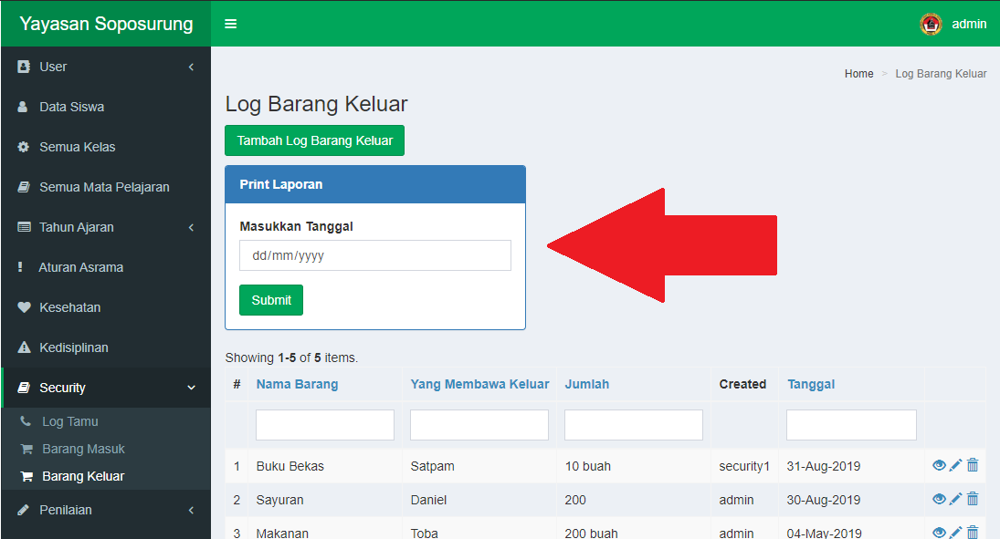 Yayasan Soposurung
admin
User
Data Siswa
Semua Kelas
Semua Mata Pelajaran
Tahun Ajaran
Aturan Asrama
Kesehatan
Kedisiplinan
Security
Log Tamu
Barang Masuk
Barang Keluar
Penilaian
Home > Log Barang Keluar
Log Barang Keluar
Tambah Log Barang Keluar
Print Laporan
Masukkan Tanggal
dd/mm/yyyy
Submit
Showing 1-5 of 5 items.
# Nama Barang Yang Membawa Keluar Jumlah Created Tanggal
1 Buku Bekas Satpam 10 buah security1 31-Aug-2019
2 Sayuran Daniel 200 admin 30-Aug-2019
3 Makanan Toba 200 buah admin 04-May-2019